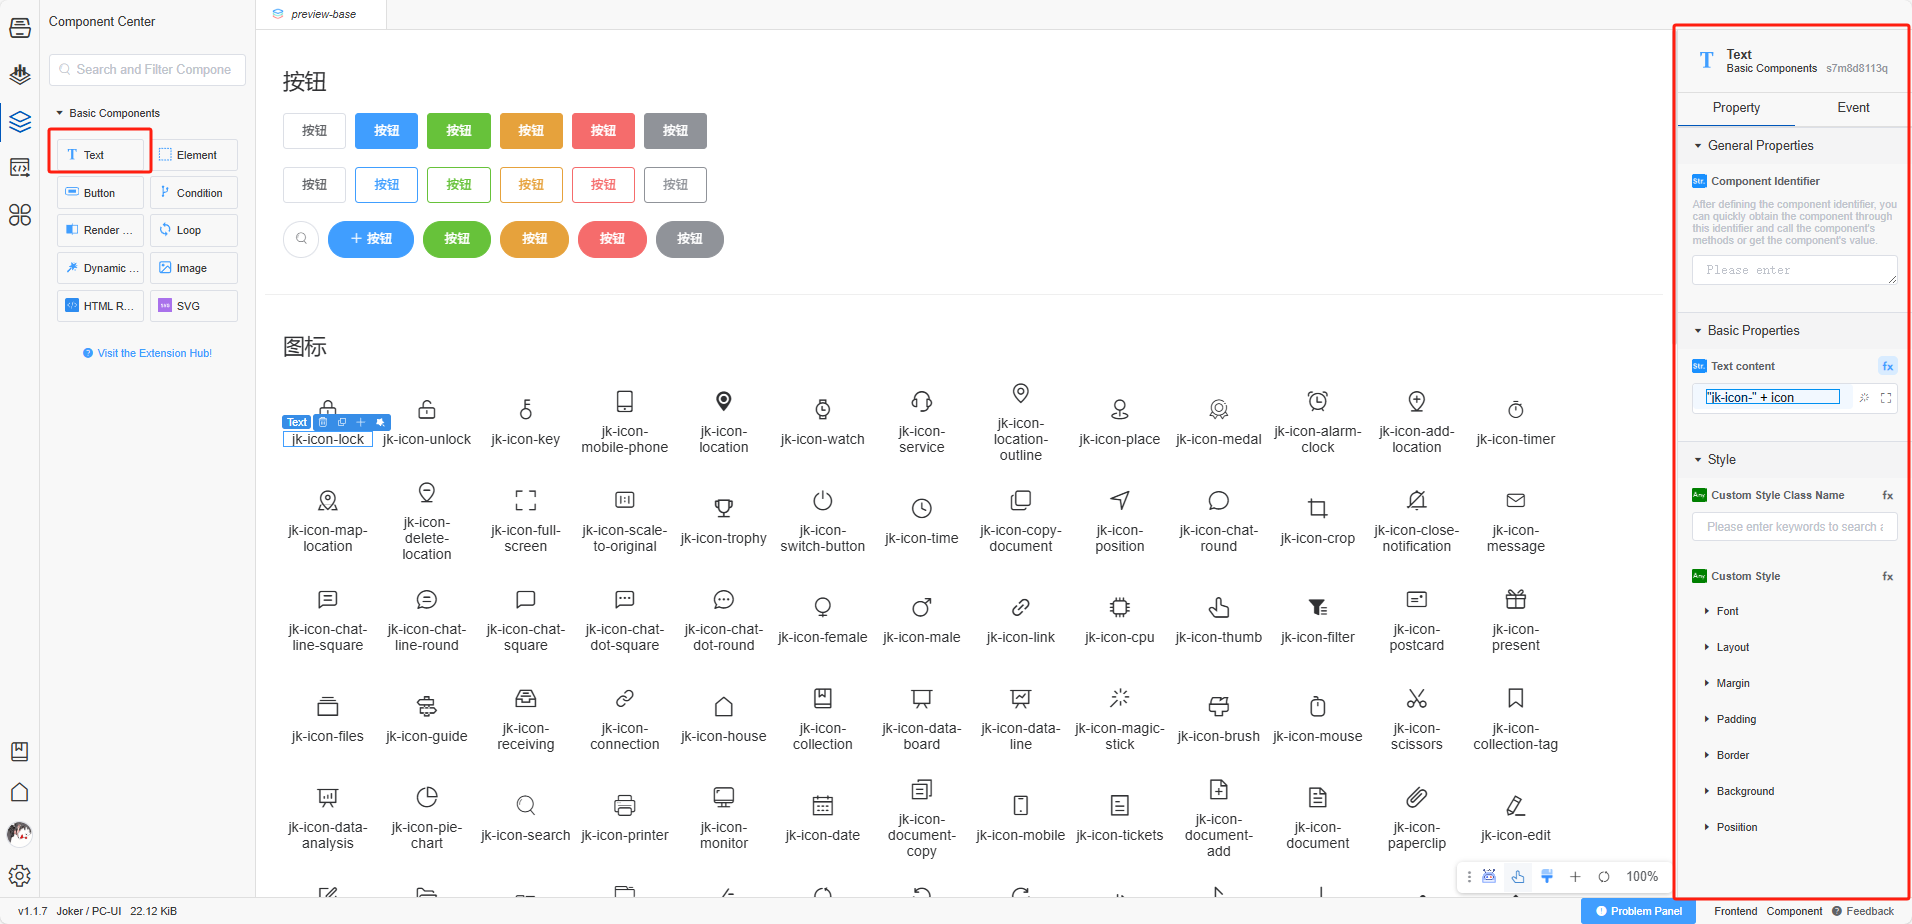 Component Center
Search and Filter Compone
Basic Components
Text
Element
Button
Condition
Render ...
Loop
Dynamic ...
Image
HTML R...
SVG
Visit the Extension Hub!
preview-base
按钮
按钮 按钮 按钮 按钮 按钮 按钮
按钮 按钮 按钮 按钮 按钮 按钮
按钮 按钮 按钮 按钮 按钮
图标
Text
jk-icon-lock
jk-icon-unlock
jk-icon-key
jk-icon-
mobile-phone
jk-icon-
location
jk-icon-watch
jk-icon-
service
jk-icon-
location-
outline
jk-icon-place
jk-icon-medal
jk-icon-alarm-
clock
jk-icon-add-
location
jk-icon-timer
jk-icon-map-
location
jk-icon-
delete-
location
jk-icon-full-
screen
jk-icon-scale-
to-original
jk-icon-trophy
jk-icon-
switch-button
jk-icon-time
jk-icon-copy-
document
jk-icon-
position
jk-icon-chat-
round
jk-icon-crop
jk-icon-close-
notification
jk-icon-
message
jk-icon-chat-
line-square
jk-icon-chat-
line-round
jk-icon-chat-
square
jk-icon-chat-
dot-square
jk-icon-chat-
dot-round
jk-icon-female
jk-icon-male
jk-icon-link
jk-icon-cpu
jk-icon-thumb
jk-icon-filter
jk-icon-
postcard
jk-icon-
present
jk-icon-files
jk-icon-guide
jk-icon-
receiving
jk-icon-
connection
jk-icon-house
jk-icon-
collection
jk-icon-data-
board
jk-icon-data-
line
jk-icon-magic-
stick
jk-icon-brush
jk-icon-mouse
jk-icon-
scissors
jk-icon-
collection-tag
jk-icon-data-
analysis
jk-icon-pie-
chart
jk-icon-search
jk-icon-printer
jk-icon-
monitor
jk-icon-date
jk-icon-
document-
copy
jk-icon-mobile
jk-icon-tickets
jk-icon-
document-
add
jk-icon-
document
jk-icon-
paperclip
jk-icon-edit
100%
Text
Basic Components s7m8d8113q
Property
Event
General Properties
Str. Component Identifier
After defining the component identifier, you
can quickly obtain the component through
this identifier and call the component's
methods or get the component's value.
Please enter
Basic Properties
Str. Text content
fx
"jk-icon-" + icon
Style
Any Custom Style Class Name
fx
Please enter keywords to search a
Any Custom Style
fx
Font
Layout
Margin
Padding
Border
Background
Posiition
v1.1.7 Joker / PC-UI 22.12 KiB
Problem Panel
Frontend Component Feedback